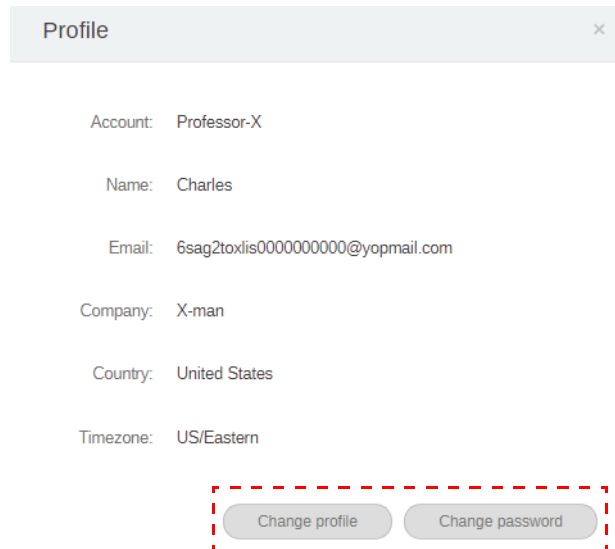 Profile ×
Account: Professor-X
Name: Charles
Email: 6sag2toxlis0000000000@yopmail.com
Company: X-man
Country: United States
Timezone: US/Eastern
Change profile Change password